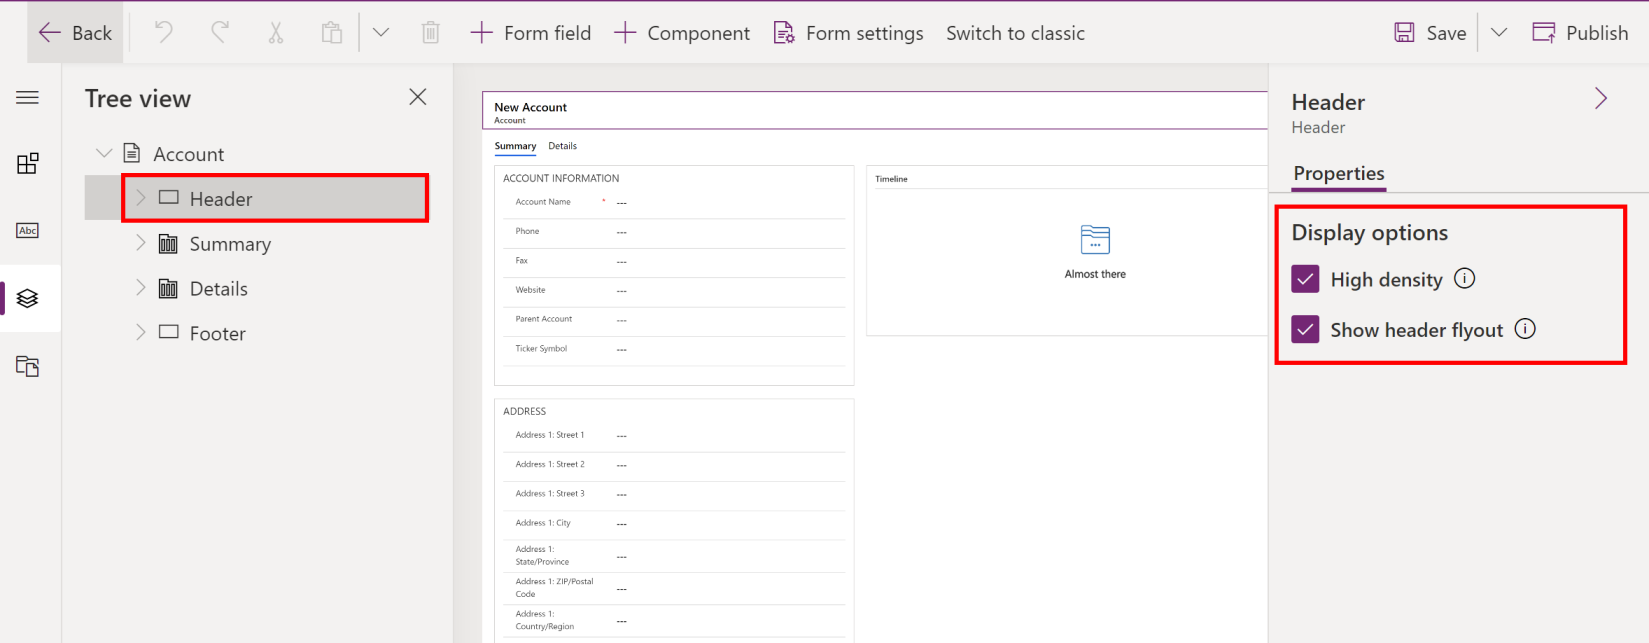 Back
Form field
Component
Form settings
Switch to classic
Save
Publish
Tree view
Account
Header
Summary
Details
Footer
Abc
New Account
Account
Summary
Details
ACCOUNT INFORMATION
Account Name * ---
Phone ---
Fax ---
Website ---
Parent Account ---
Ticker Symbol ---
ADDRESS
Address 1: Street 1 ---
Address 1: Street 2 ---
Address 1: Street 3 ---
Address 1: City ---
Address 1:
State/Province ---
Address 1: ZIP/Postal
Code ---
Address 1:
Country/Region ---
Timeline
Almost there
Header
Header
Properties
Display options
High density
Show header flyout